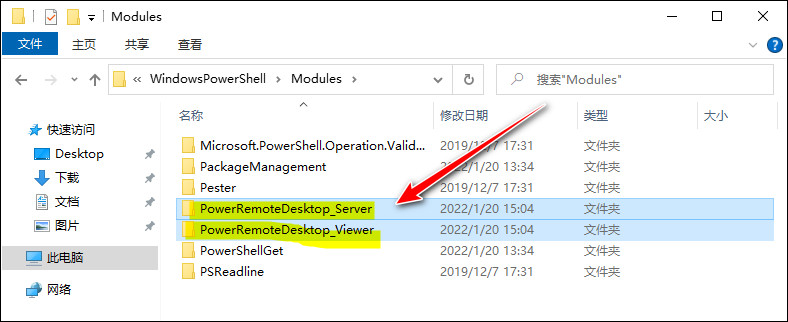 Modules
文件 主页 共享 查看
« WindowsPowerShell › Modules › 搜索"Modules"
名称 修改日期 类型 大小
快速访问
Desktop
下载
文档
图片
此电脑
网络
Microsoft.PowerShell.Operation.Valid... 2019/12/7 17:31 文件夹
PackageManagement 2022/1/20 13:34 文件夹
Pester 2019/12/7 17:31 文件夹
PowerRemoteDesktop_Server 2022/1/20 15:04 文件夹
PowerRemoteDesktop_Viewer 2022/1/20 15:04 文件夹
PowerShellGet 2022/1/20 13:34 文件夹
PSReadline 2019/12/7 17:31 文件夹